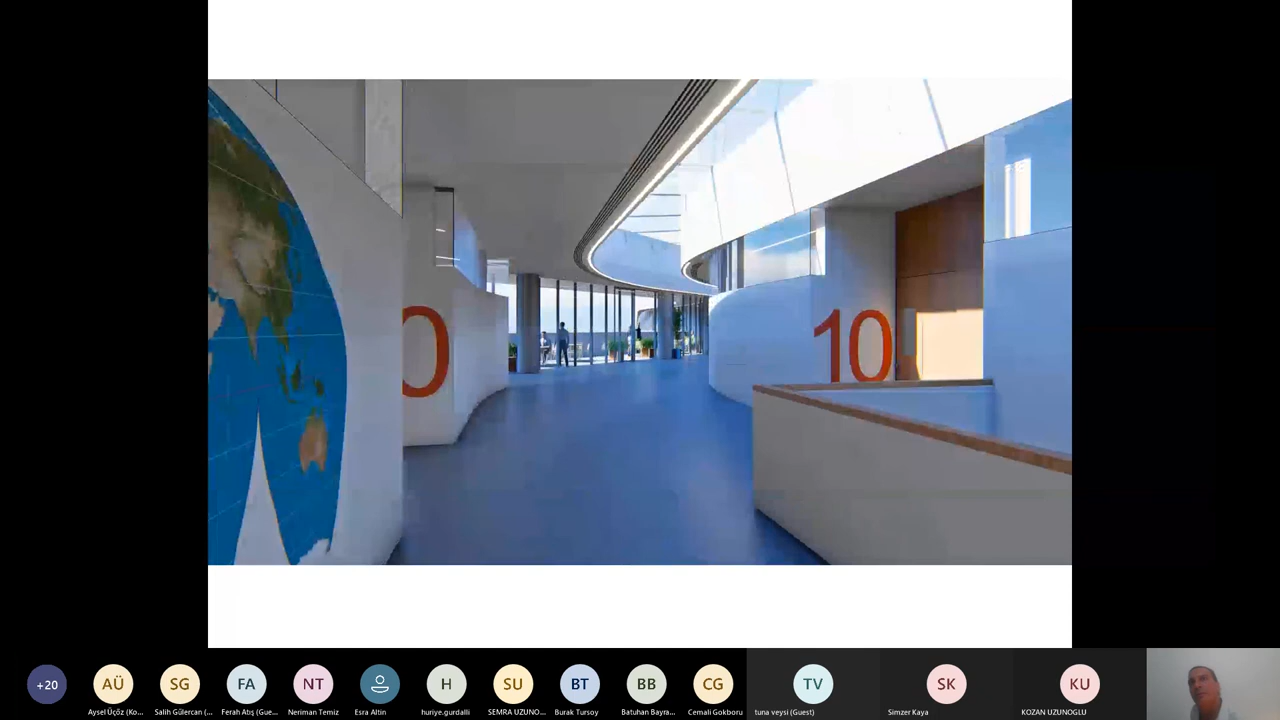 0
10
+20
AÜ
SG
FA
NT
H
SU
BT
BB
CG
TV
SK
KU
Aysel Üçöz (Ko...
Salih Gülercan (...
Ferah Atış (Gue...
Neriman Temiz
Esra Altin
huriye.gurdalli
SEMRA UZUNO...
Burak Tursoy
Batuhan Bayra...
Cemali Gokboru
tuna veysi (Guest)
Simzer Kaya
KOZAN UZUNOGLU